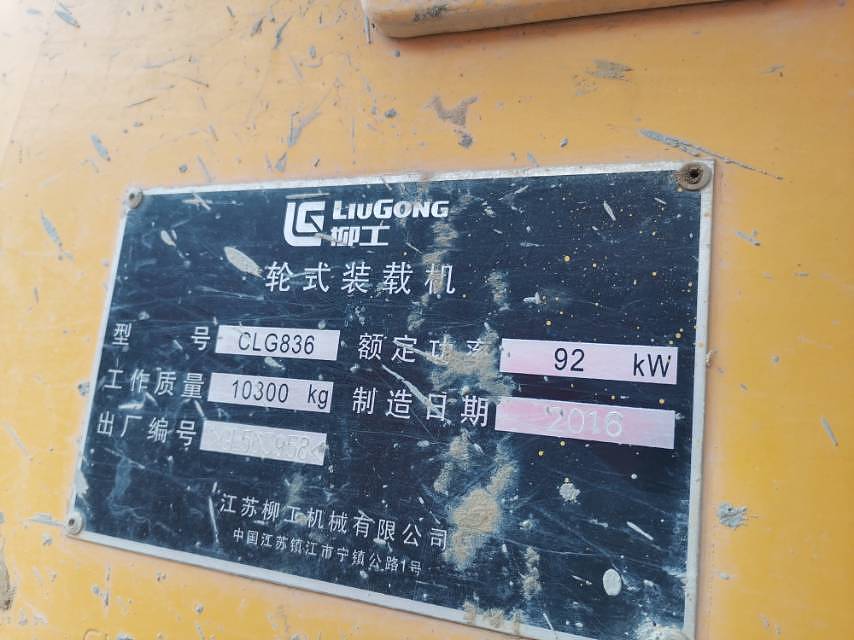 LIUGONG
柳工
轮式装载机
型 号 CLG836 额定功率 92 kW
工作质量 10300 kg 制造日期 2016
出厂编号
江苏柳工机械有限公司
中国江苏镇江市宁镇公路1号